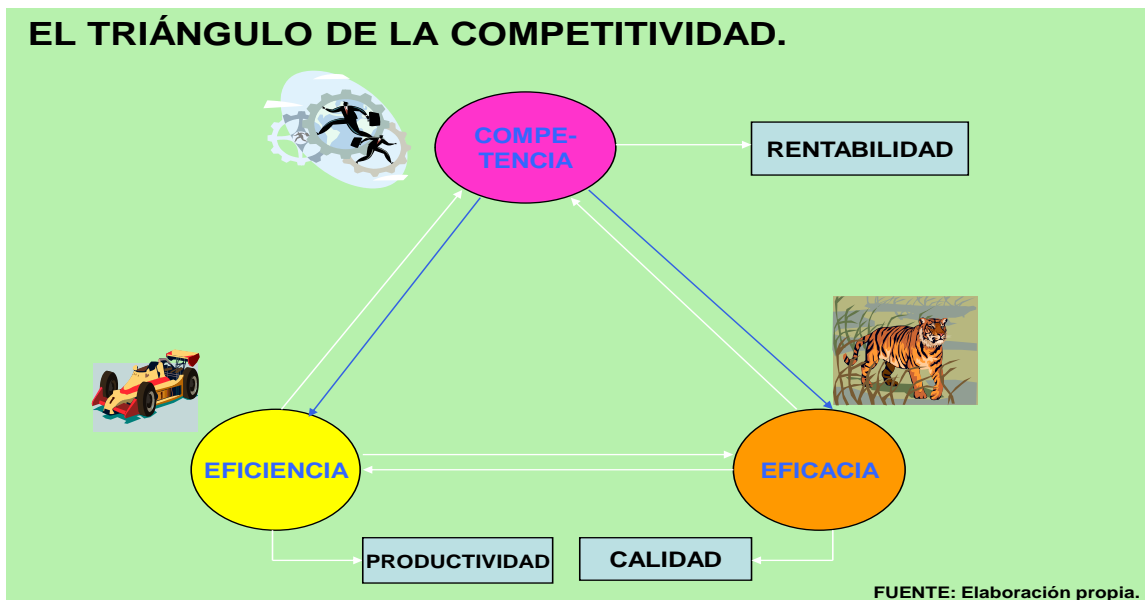 EL TRIÁNGULO DE LA COMPETITIVIDAD.
COMPE-
TENCIA
RENTABILIDAD
EFICIENCIA
EFICACIA
PRODUCTIVIDAD
CALIDAD
FUENTE: Elaboración propia.